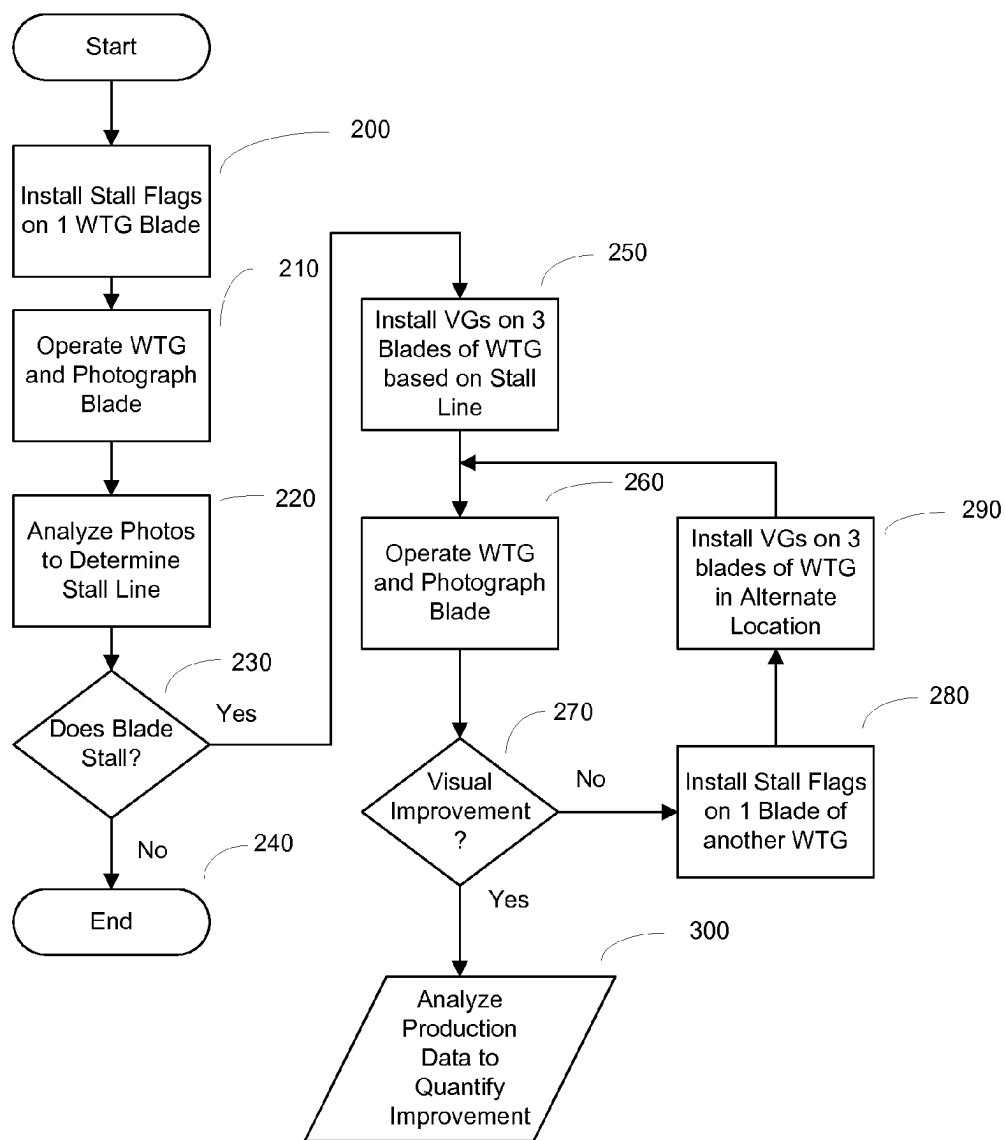 Start
200
Install Stall Flags
on 1 WTG Blade
210
Operate WTG
and Photograph
Blade
220
Analyze Photos
to Determine
Stall Line
230
Does Blade
Stall?
Yes
No
240
End
250
Install VGs on 3
Blades of WTG
based on Stall
Line
260
Operate WTG
and Photograph
Blade
270
Visual
Improvement
?
No
Yes
280
Install Stall Flags
on 1 Blade of
another WTG
290
Install VGs on 3
blades of WTG
in Alternate
Location
300
Analyze
Production
Data to
Quantify
Improvement